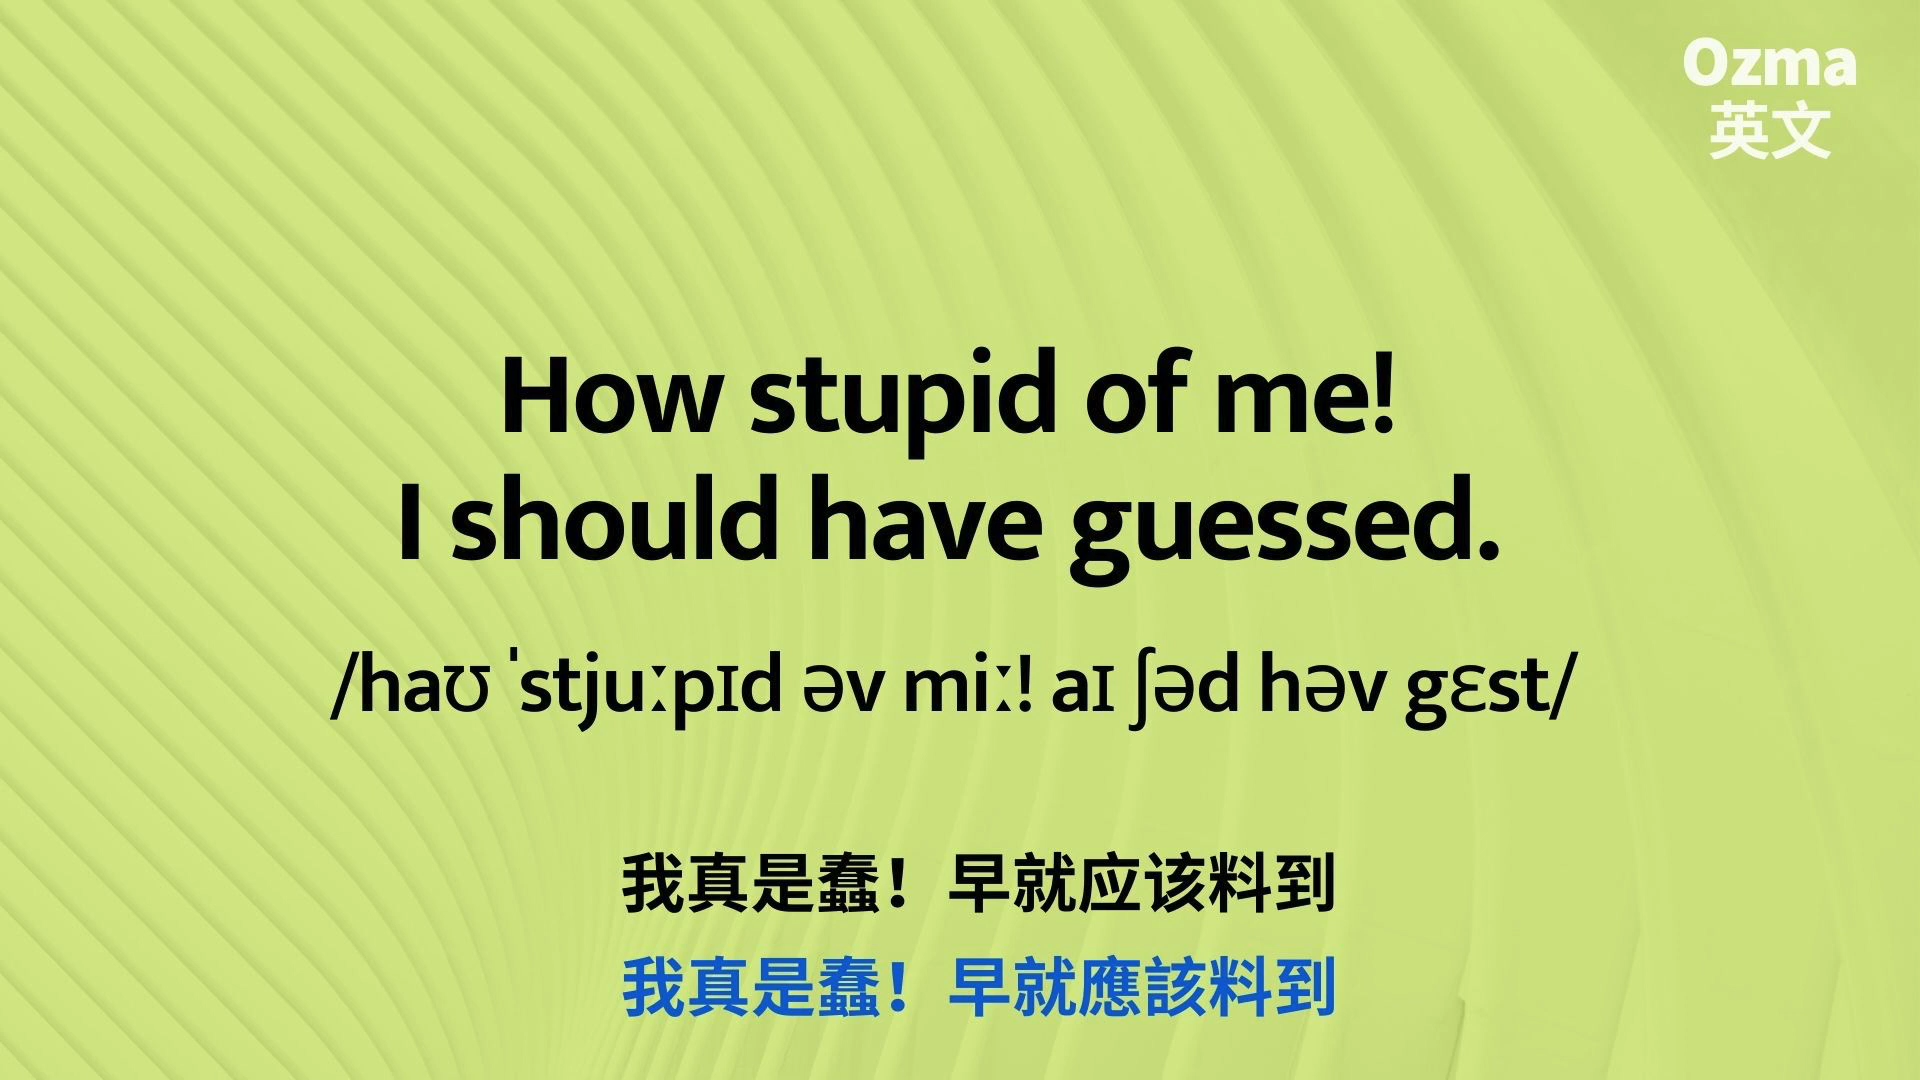 Ozma
英文
How stupid of me!
I should have guessed.
/haʊ ˈstjuːpɪd əv miː! aɪ ʃəd həv gɛst/
我真是蠢！早就应该料到
我真是蠢！早就應該料到